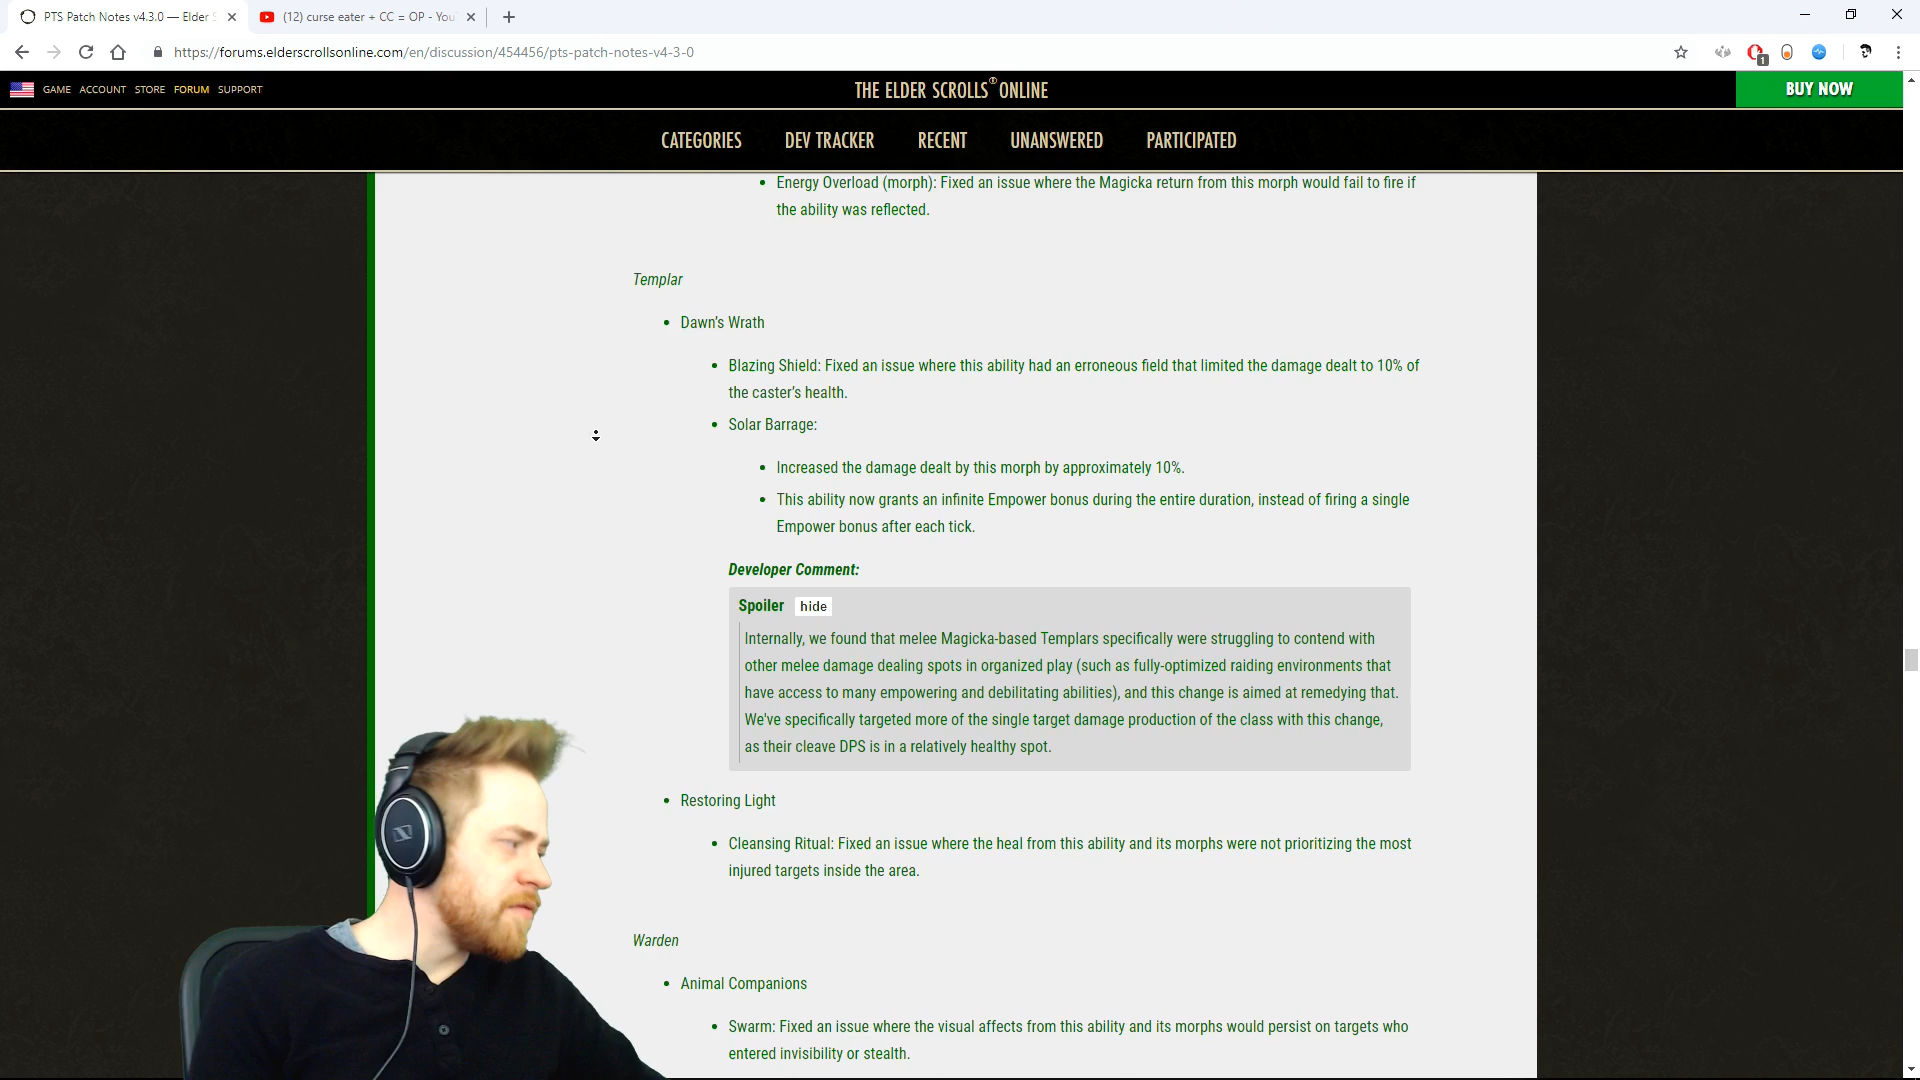 PTS Patch Notes v4.3.0 — Elder S
(12) curse eater + CC = OP - You
https://forums.elderscrollsonline.com/en/discussion/454456/pts-patch-notes-v4-3-0
1
GAME ACCOUNT STORE FORUM SUPPORT
THE ELDER SCROLLS ONLINE
BUY NOW
CATEGORIES DEV TRACKER RECENT UNANSWERED PARTICIPATED
• Energy Overload (morph): Fixed an issue where the Magicka return from this morph would fail to fire if
the ability was reflected.
Templar
• Dawn's Wrath
• Blazing Shield: Fixed an issue where this ability had an erroneous field that limited the damage dealt to 10% of
the caster's health.
• Solar Barrage:
• Increased the damage dealt by this morph by approximately 10%.
• This ability now grants an infinite Empower bonus during the entire duration, instead of firing a single
Empower bonus after each tick.
Developer Comment:
Spoiler hide
Internally, we found that melee Magicka-based Templars specifically were struggling to contend with
other melee damage dealing spots in organized play (such as fully-optimized raiding environments that
have access to many empowering and debilitating abilities), and this change is aimed at remedying that.
We've specifically targeted more of the single target damage production of the class with this change,
as their cleave DPS is in a relatively healthy spot.
• Restoring Light
• Cleansing Ritual: Fixed an issue where the heal from this ability and its morphs were not prioritizing the most
injured targets inside the area.
Warden
• Animal Companions
• Swarm: Fixed an issue where the visual affects from this ability and its morphs would persist on targets who
entered invisibility or stealth.